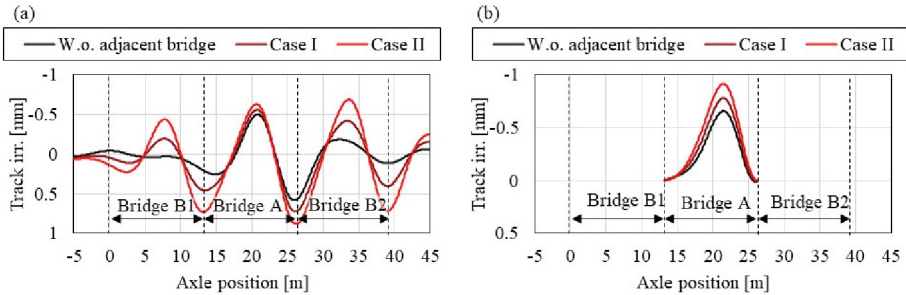 (a)
W.o. adjacent bridge Case I Case II
Track irr. [mm]
-1
-0.5
0
0.5
1
Bridge B1 Bridge A Bridge B2
-5 0 5 10 15 20 25 30 35 40 45
Axle position [m]
(b)
W.o. adjacent bridge Case I Case II
Track irr. [mm]
-1
-0.5
0
0.5
Bridge B1 Bridge A Bridge B2
-5 0 5 10 15 20 25 30 35 40 45
Axle position [m]